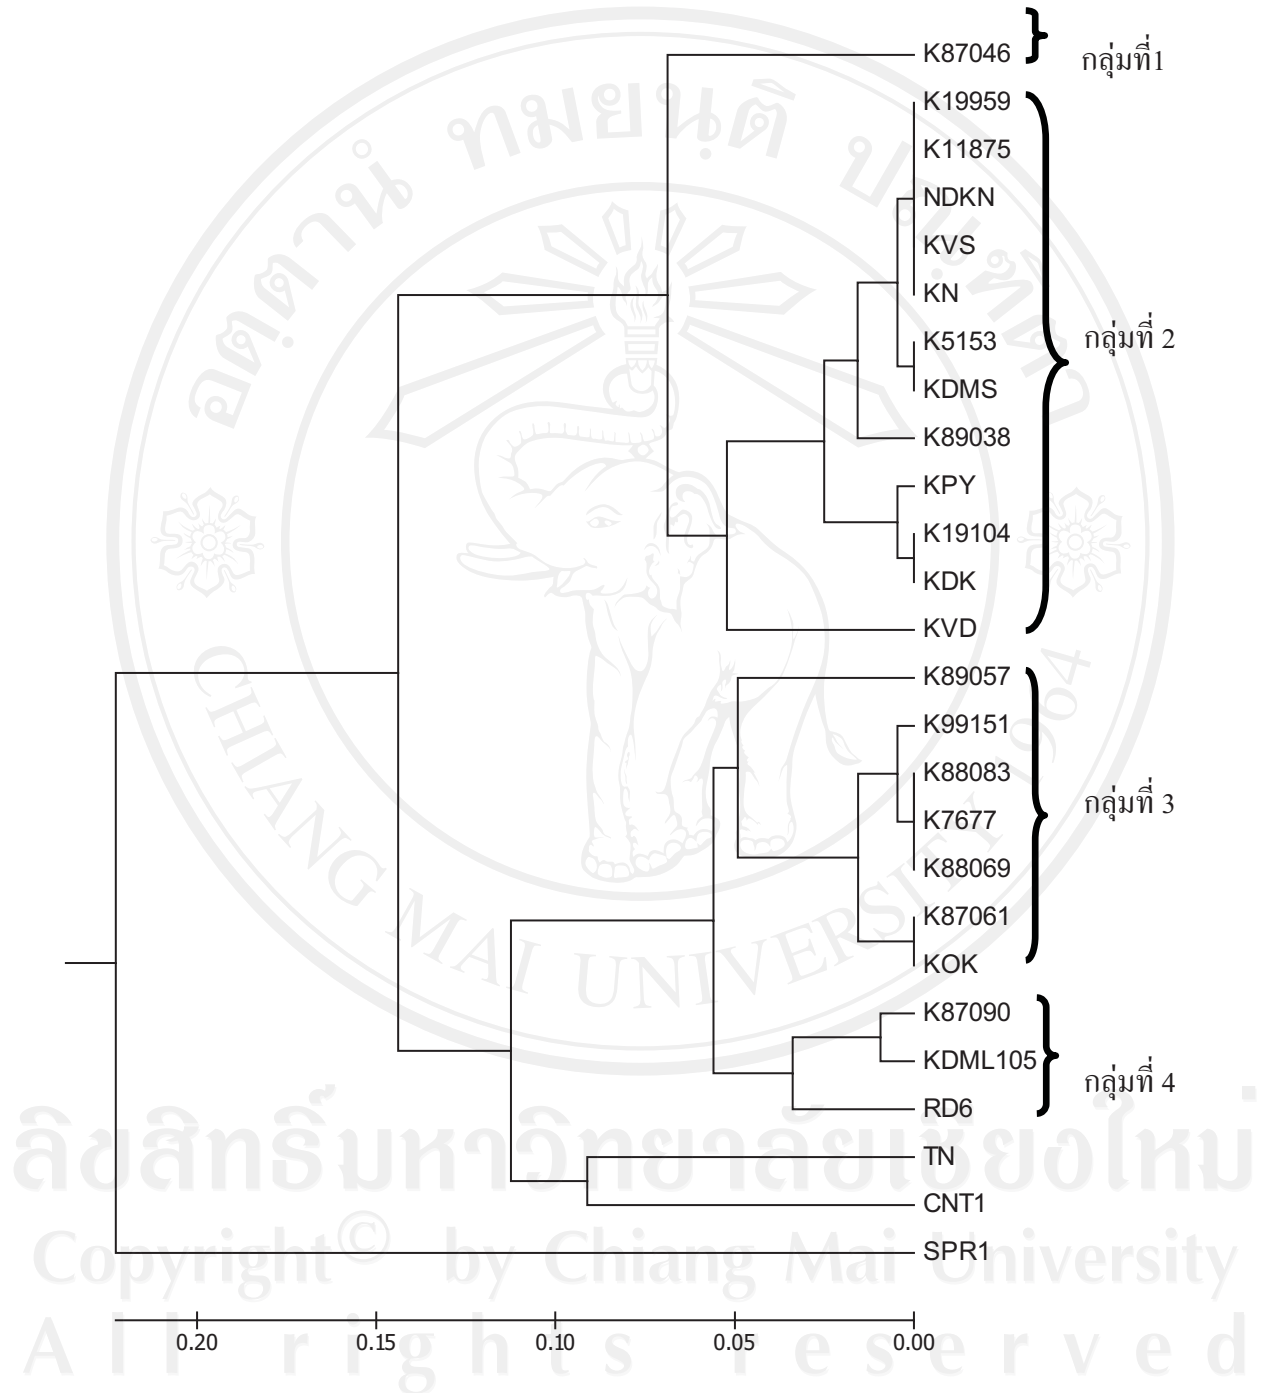 K87046
กลุ่มที่1
K19959
K11875
NDKN
KVS
KN
K5153
กลุ่มที่ 2
KDMS
K89038
KPY
K19104
KDK
KVD
K89057
K99151
K88083
กลุ่มที่ 3
K7677
K88069
K87061
KOK
K87090
KDML105
กลุ่มที่ 4
RD6
TN
CNT1
SPR1
0.20 0.15 0.10 0.05 0.00
CHIANG MAI UNIVERSITY 1964
ลิขสิทธิ์มหาวิทยาลัยเชียงใหม่
Copyright© by Chiang Mai University
All rights reserved